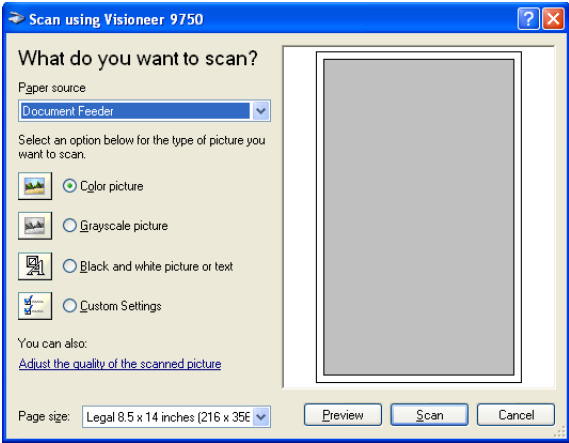 Scan using Visioneer 9750
What do you want to scan?
Paper source
Document Feeder
Select an option below for the type of picture you
want to scan.
Color picture
Grayscale picture
Black and white picture or text
Custom Settings
You can also:
Adjust the quality of the scanned picture
Page size:
Legal 8.5 x 14 inches (216 x 356
Preview
Scan
Cancel